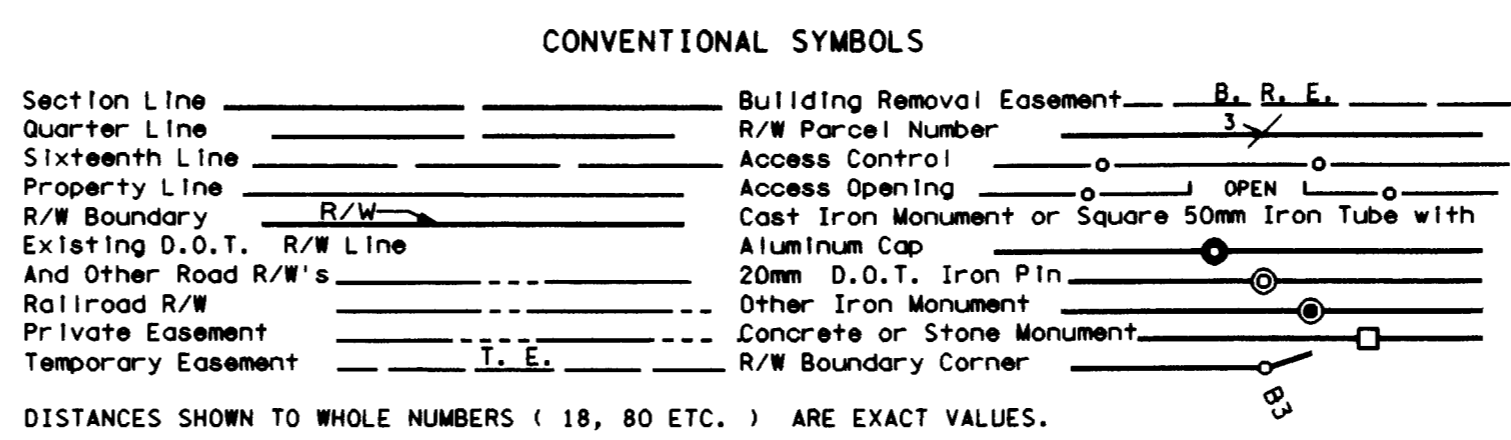 CONVENTIONAL SYMBOLS
Section Line
Quarter Line
Sixteenth Line
Property Line
R/W Boundary R/W
Existing D.O.T. R/W Line
And Other Road R/W's
Railroad R/W
Private Easement
Temporary Easement T. E.
Building Removal Easement B. R. E.
R/W Parcel Number 3
Access Control
Access Opening OPEN
Cast Iron Monument or Square 50mm Iron Tube with
Aluminum Cap
20mm D.O.T. Iron Pin
Other Iron Monument
Concrete or Stone Monument
R/W Boundary Corner
B3
DISTANCES SHOWN TO WHOLE NUMBERS ( 18, 80 ETC. ) ARE EXACT VALUES.